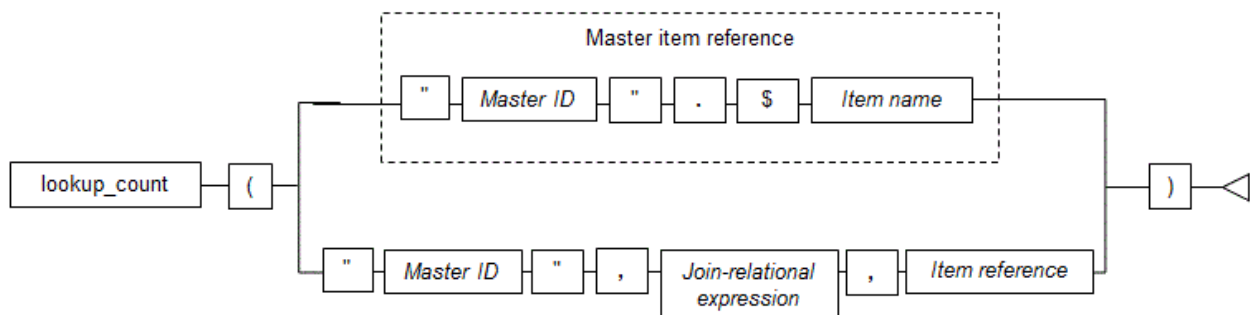 Master item reference
" Master ID " . $ Item name
lookup_count ( )
" Master ID " , Join-relational , Item reference
expression